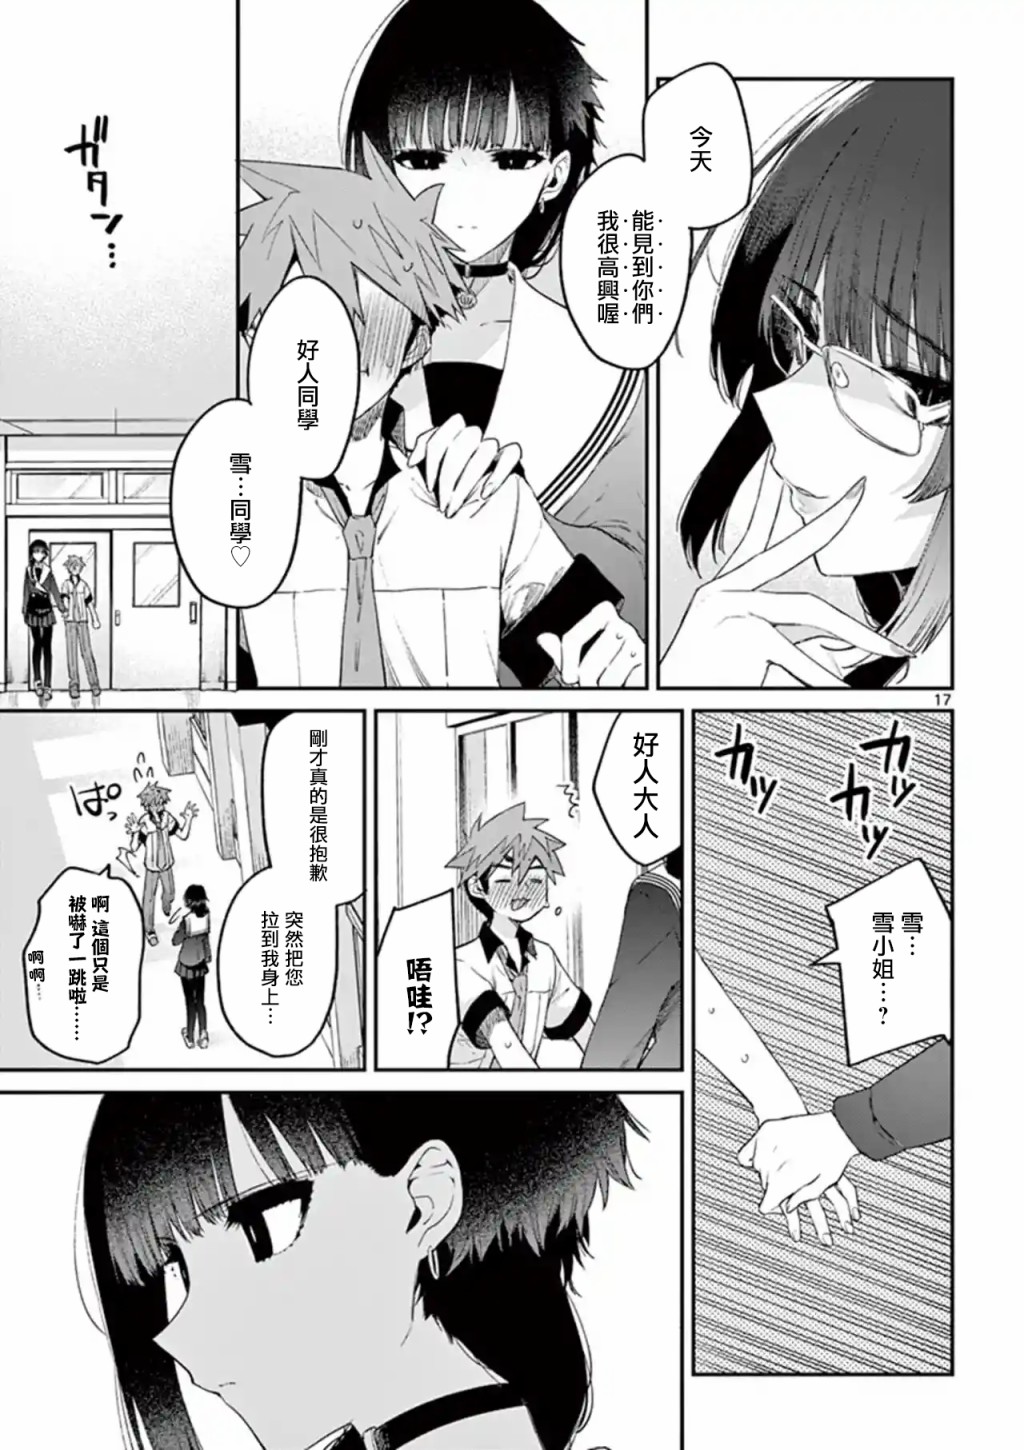 今天
能見到你們
我很高興喔
好人同學
雪…同學♡
ガタン…
17
カッ
カッ
雪…
雪小姐…?
好人大人
唔哇!?
剛才真的是很抱歉
突然把您
拉到我身上…
ぱっ
啊 這個只是
被嚇了一跳啦……
啊啊……